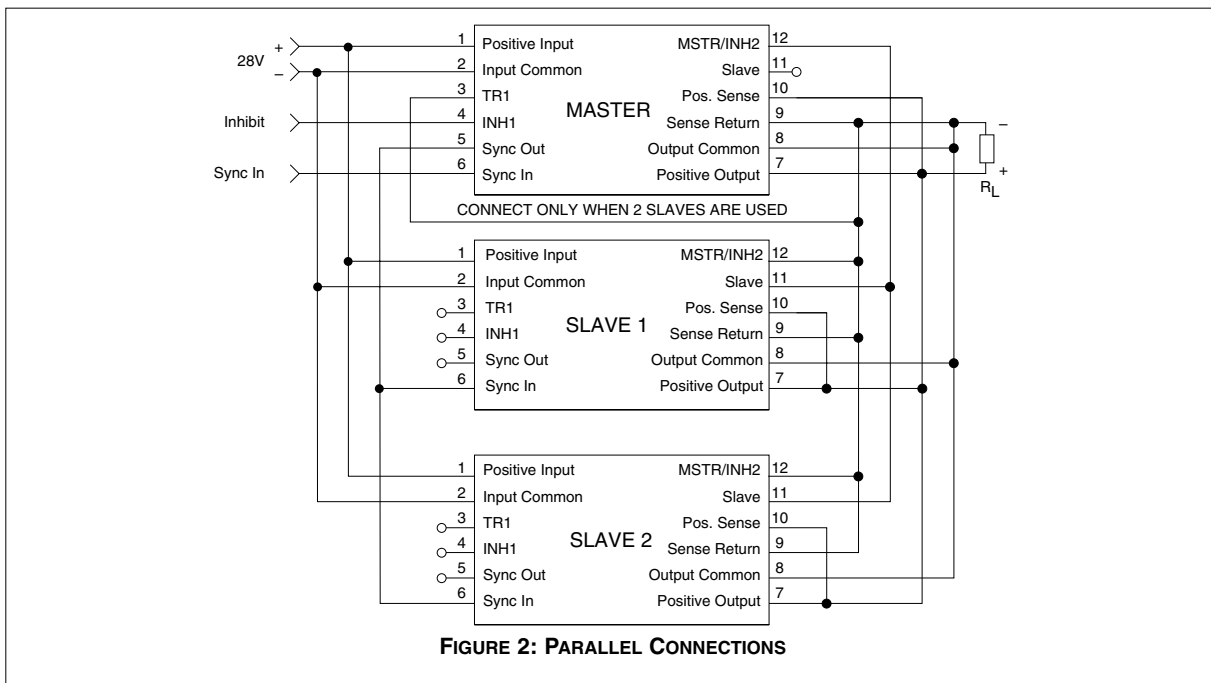 28V
+
–
Inhibit
Sync In
1 Positive Input
2 Input Common
3 TR1
4 INH1
5 Sync Out
6 Sync In
MASTER
MSTR/INH2 12
Slave 11
Pos. Sense 10
Sense Return 9
Output Common 8
Positive Output 7
–
+
RL
CONNECT ONLY WHEN 2 SLAVES ARE USED
1 Positive Input
2 Input Common
3 TR1
4 INH1
5 Sync Out
6 Sync In
SLAVE 1
MSTR/INH2 12
Slave 11
Pos. Sense 10
Sense Return 9
Output Common 8
Positive Output 7
1 Positive Input
2 Input Common
3 TR1
4 INH1
5 Sync Out
6 Sync In
SLAVE 2
MSTR/INH2 12
Slave 11
Pos. Sense 10
Sense Return 9
Output Common 8
Positive Output 7
FIGURE 2: PARALLEL CONNECTIONS